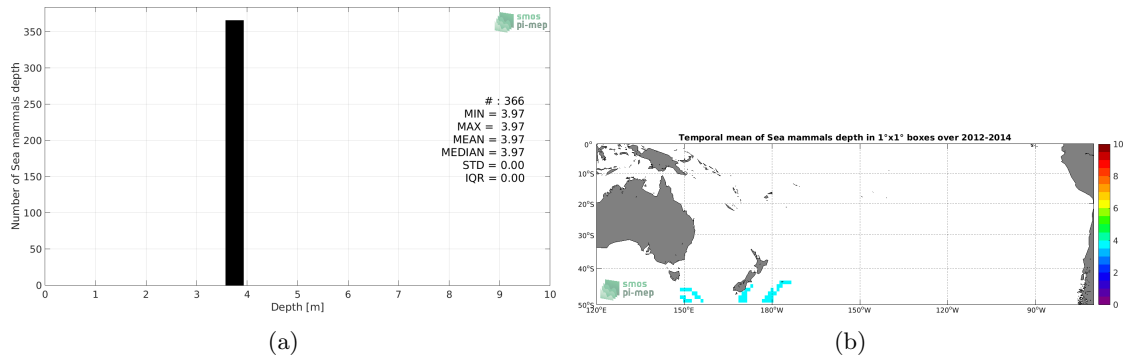 350
300
250
200
150
100
50
0
Number of Sea mammals depth
smos
pi-mep
# : 366
MIN = 3.97
MAX = 3.97
MEAN = 3.97
MEDIAN = 3.97
STD = 0.00
IQR = 0.00
0 1 2 3 4 5 6 7 8 9 10
Depth [m]
(a)
Temporal mean of Sea mammals depth in 1°x1° boxes over 2012-2014
0°
10°S
20°S
30°S
40°S
50°S
smos
pi-mep
120°E 150°E 180°W 150°W 120°W 90°W
10
8
6
4
2
0
(b)